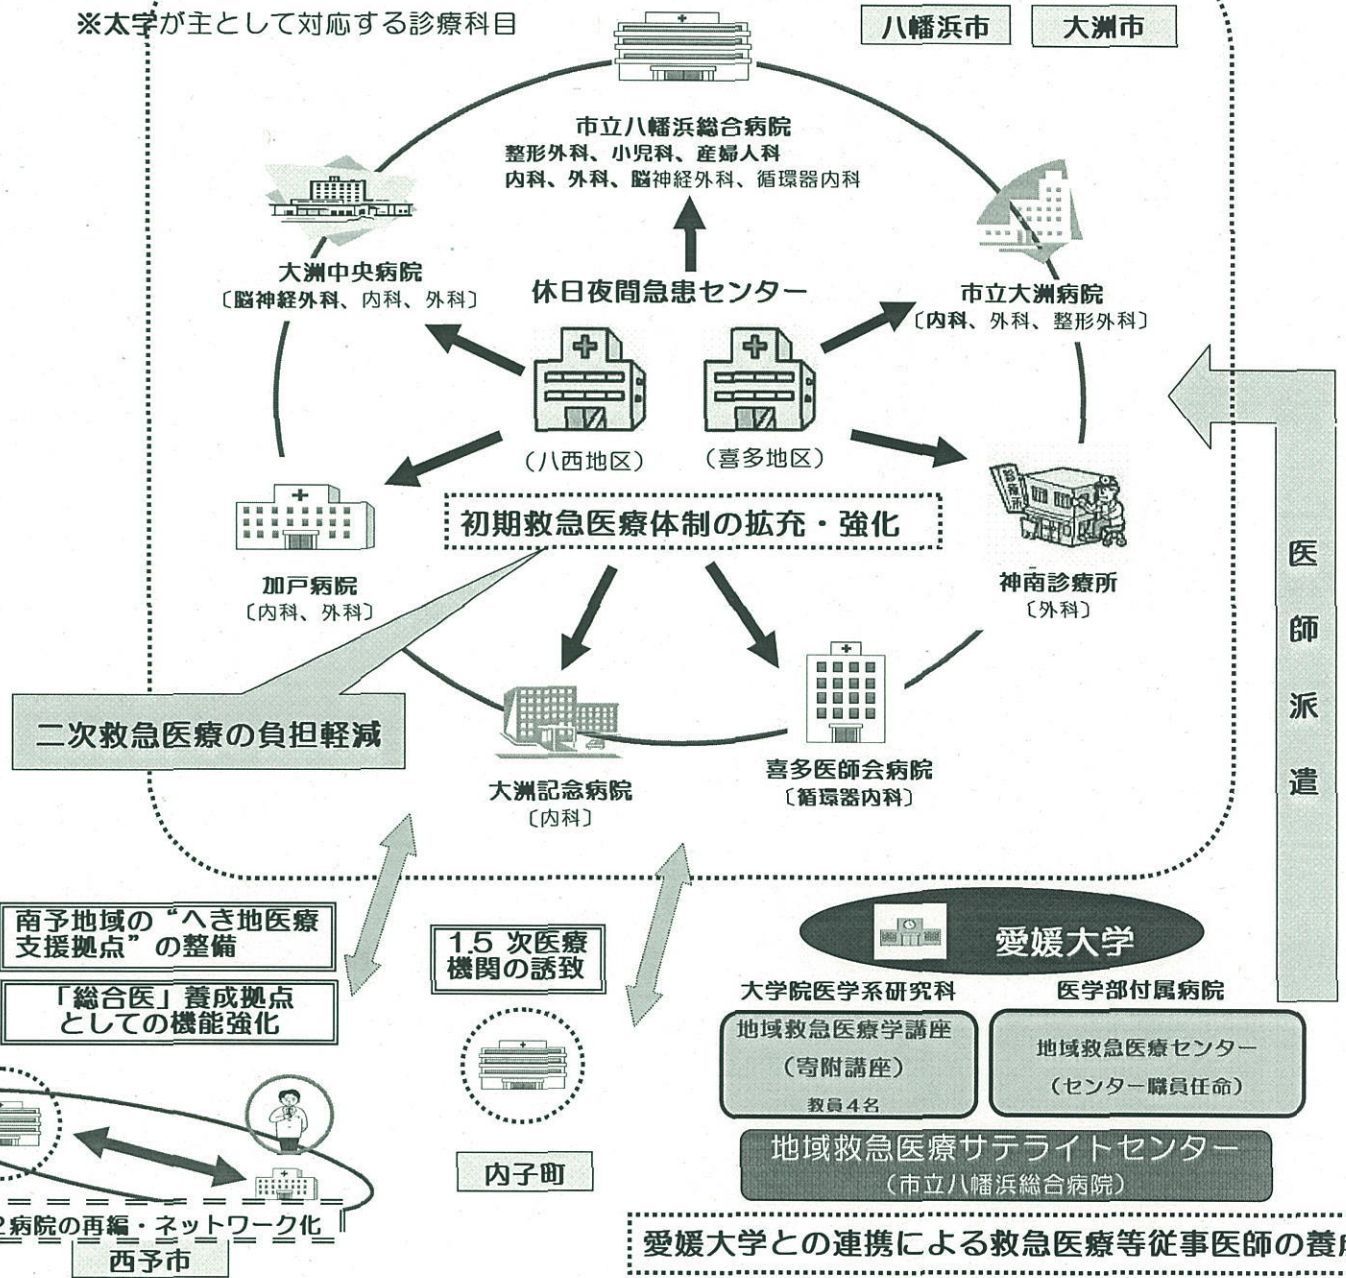 ※太字が主として対応する診療科目
八幡浜市
大洲市
市立八幡浜総合病院
整形外科、小児科、産婦人科
内科、外科、脳神経外科、循環器内科
大洲中央病院
〔脳神経外科、内科、外科〕
休日夜間急患センター
市立大洲病院
〔内科、外科、整形外科〕
（八西地区）
（喜多地区）
初期救急医療体制の拡充・強化
診療所
加戸病院
〔内科、外科〕
神南診療所
〔外科〕
医師派遣
二次救急医療の負担軽減
大洲記念病院
〔内科〕
喜多医師会病院
〔循環器内科〕
南予地域の“へき地医療
支援拠点”の整備
「総合医」養成拠点
としての機能強化
1.5 次医療
機関の誘致
愛媛大学
大学院医学系研究科
医学部付属病院
地域救急医療学講座
（寄附講座）
教員４名
地域救急医療センター
（センター職員任命）
地域救急医療サテライトセンター
（市立八幡浜総合病院）
内子町
２病院の再編・ネットワーク化
西予市
愛媛大学との連携による救急医療等従事医師の養成